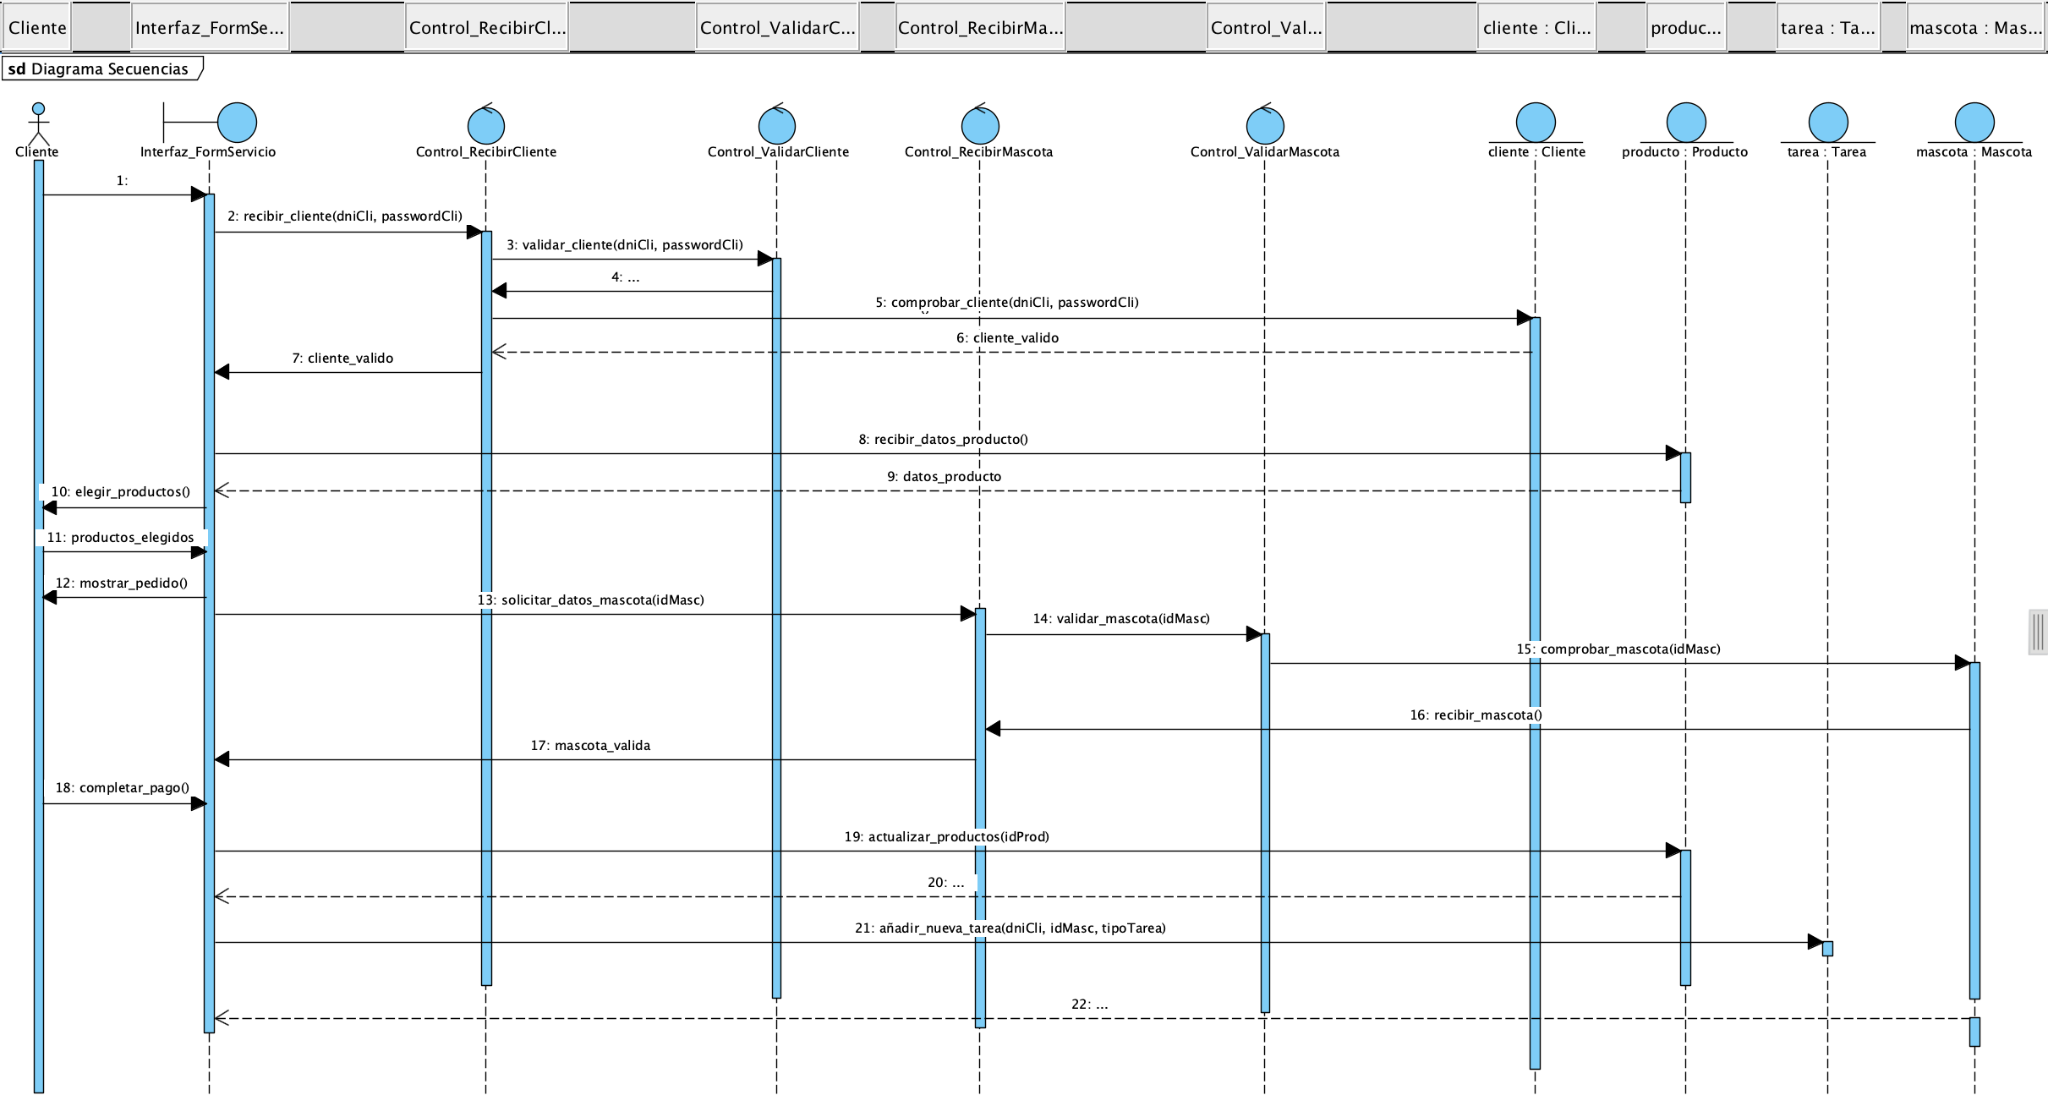 Cliente
Interfaz_FormSe...
Control_RecibirCl...
Control_ValidarC...
Control_RecibirMa...
Control_Val...
cliente : Cli...
produc...
tarea : Ta...
mascota : Mas...
sd Diagrama Secuencias
Cliente
Interfaz_FormServicio
Control_RecibirCliente
Control_ValidarCliente
Control_RecibirMascota
Control_ValidarMascota
cliente : Cliente
producto : Producto
tarea : Tarea
mascota : Mascota
1:
2: recibir_cliente(dniCli, passwordCli)
3: validar_cliente(dniCli, passwordCli)
4: ...
5: comprobar_cliente(dniCli, passwordCli)
6: cliente_valido
7: cliente_valido
8: recibir_datos_producto()
9: datos_producto
10: elegir_productos()
11: productos_elegidos
12: mostrar_pedido()
13: solicitar_datos_mascota(idMasc)
14: validar_mascota(idMasc)
15: comprobar_mascota(idMasc)
16: recibir_mascota()
17: mascota_valida
18: completar_pago()
19: actualizar_productos(idProd)
20: ...
21: añadir_nueva_tarea(dniCli, idMasc, tipoTarea)
22: ...